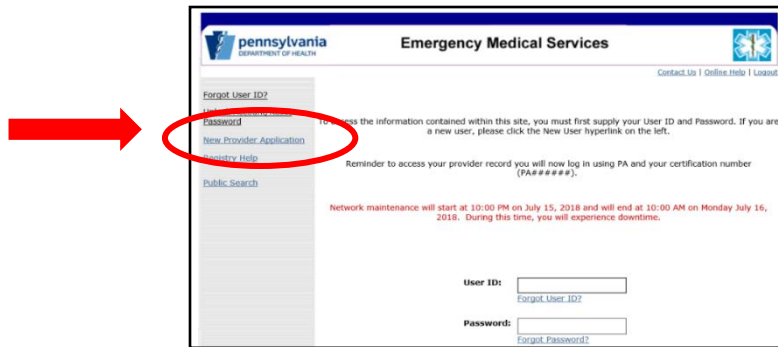 pennsylvania
DEPARTMENT OF HEALTH
Emergency Medical Services
Contact Us | Online Help | Logout
Forgot User ID?
Password
New Provider Application
Registry Help
Public Search
To access the information contained within this site, you must first supply your User ID and Password. If you are
a new user, please click the New User hyperlink on the left.
Reminder to access your provider record you will now log in using PA and your certification number
(PA######).
Network maintenance will start at 10:00 PM on July 15, 2018 and will end at 10:00 AM on Monday July 16,
2018. During this time, you will experience downtime.
User ID:
Forgot User ID?
Password:
Forgot Password?